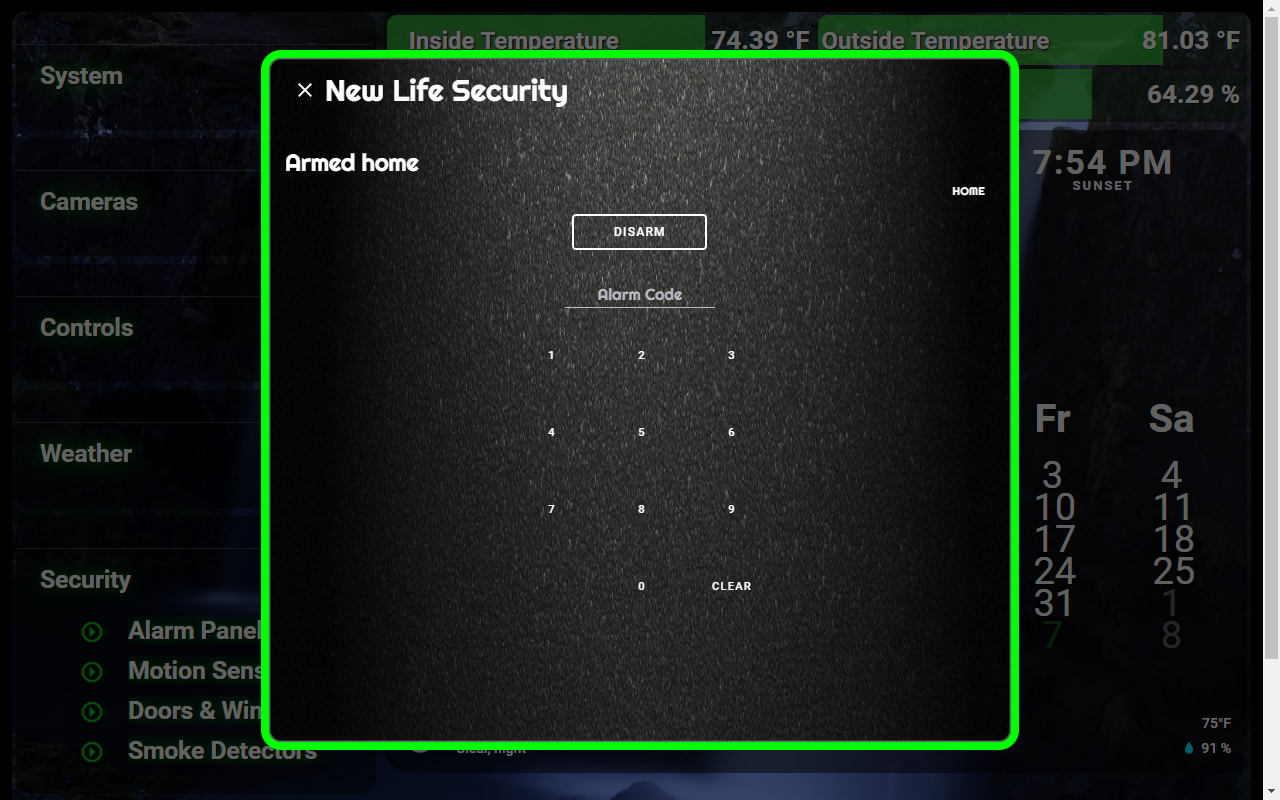 Inside Temperature 74.39 °F
Outside Temperature 81.03 °F
64.29 %
System
Cameras
Controls
Weather
Security
Alarm Panel
Motion Sens
Doors & Win
Smoke Detectors
New Life Security
Armed home
HOME
DISARM
Alarm Code
1 2 3
4 5 6
7 8 9
0 CLEAR
7:54 PM
SUNSET
Fr Sa
3 4
10 11
17 18
24 25
31 1
7 8
75°F
Clear, night
91 %